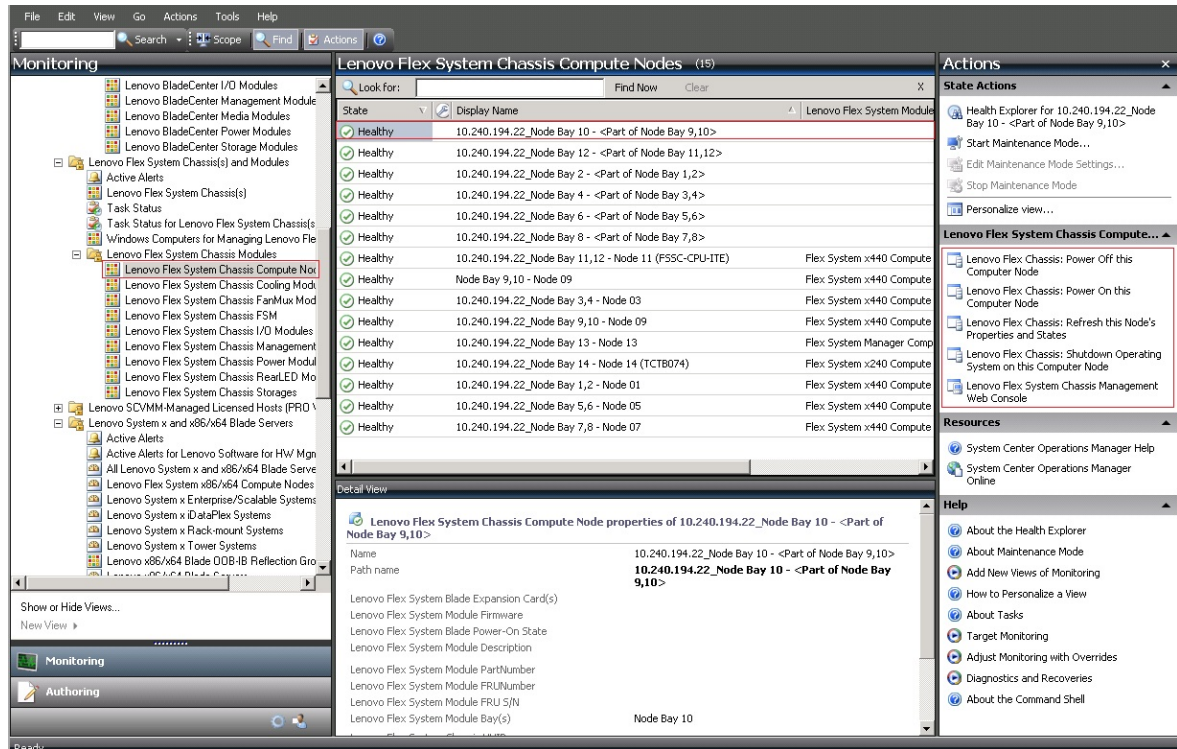 File Edit View Go Actions Tools Help
Search Scope Find Actions
Monitoring
Lenovo BladeCenter I/O Modules
Lenovo BladeCenter Management Module
Lenovo BladeCenter Media Modules
Lenovo BladeCenter Power Modules
Lenovo BladeCenter Storage Modules
Lenovo Flex System Chassis(s) and Modules
Active Alerts
Lenovo Flex System Chassis(s)
Task Status
Task Status for Lenovo Flex System Chassis(s
Windows Computers for Managing Lenovo Fle
Lenovo Flex System Chassis Modules
Lenovo Flex System Chassis Compute Nod
Lenovo Flex System Chassis Cooling Modu
Lenovo Flex System Chassis FanMux Mod
Lenovo Flex System Chassis FSM
Lenovo Flex System Chassis I/O Modules
Lenovo Flex System Chassis Management
Lenovo Flex System Chassis Power Modul
Lenovo Flex System Chassis RearLED Mo
Lenovo Flex System Chassis Storages
Lenovo SCVMM-Managed Licensed Hosts (PRO
Lenovo System x and x86/x64 Blade Servers
Active Alerts
Active Alerts for Lenovo Software for HW Mgn
All Lenovo System x and x86/x64 Blade Serve
Lenovo Flex System x86/x64 Compute Nodes
Lenovo System x Enterprise/Scalable Systems
Lenovo System x iDataPlex Systems
Lenovo System x Rack-mount Systems
Lenovo System x Tower Systems
Lenovo x86/x64 Blade OOB-IB Reflection Gro
Show or Hide Views...
New View
Monitoring
Authoring
Ready
Lenovo Flex System Chassis Compute Nodes (15)
Look for: Find Now Clear X
State Display Name Lenovo Flex System Module
Healthy 10.240.194.22_Node Bay 10 - <Part of Node Bay 9,10>
Healthy 10.240.194.22_Node Bay 12 - <Part of Node Bay 11,12>
Healthy 10.240.194.22_Node Bay 2 - <Part of Node Bay 1,2>
Healthy 10.240.194.22_Node Bay 4 - <Part of Node Bay 3,4>
Healthy 10.240.194.22_Node Bay 6 - <Part of Node Bay 5,6>
Healthy 10.240.194.22_Node Bay 8 - <Part of Node Bay 7,8>
Healthy 10.240.194.22_Node Bay 11,12 - Node 11 (FSSC-CPU-ITE) Flex System x440 Compute
Healthy Node Bay 9,10 - Node 09 Flex System x440 Compute
Healthy 10.240.194.22_Node Bay 3,4 - Node 03 Flex System x440 Compute
Healthy 10.240.194.22_Node Bay 9,10 - Node 09 Flex System x440 Compute
Healthy 10.240.194.22_Node Bay 13 - Node 13 Flex System Manager Comp
Healthy 10.240.194.22_Node Bay 14 - Node 14 (TCTB074) Flex System x240 Compute
Healthy 10.240.194.22_Node Bay 1,2 - Node 01 Flex System x440 Compute
Healthy 10.240.194.22_Node Bay 5,6 - Node 05 Flex System x440 Compute
Healthy 10.240.194.22_Node Bay 7,8 - Node 07 Flex System x440 Compute
Detail View
Lenovo Flex System Chassis Compute Node properties of 10.240.194.22_Node Bay 10 - <Part of
Node Bay 9,10>
Name 10.240.194.22_Node Bay 10 - <Part of Node Bay 9,10>
Path name 10.240.194.22_Node Bay 10 - <Part of Node Bay
9,10>
Lenovo Flex System Blade Expansion Card(s)
Lenovo Flex System Module Firmware
Lenovo Flex System Blade Power-On State
Lenovo Flex System Module Description
Lenovo Flex System Module PartNumber
Lenovo Flex System Module FRUNumber
Lenovo Flex System Module FRU S/N
Lenovo Flex System Module Bay(s) Node Bay 10
Actions x
State Actions
Health Explorer for 10.240.194.22_Node
Bay 10 - <Part of Node Bay 9,10>
Start Maintenance Mode...
Edit Maintenance Mode Settings...
Stop Maintenance Mode
Personalize view...
Lenovo Flex System Chassis Compute...
Lenovo Flex Chassis: Power Off this
Computer Node
Lenovo Flex Chassis: Power On this
Computer Node
Lenovo Flex Chassis: Refresh this Node's
Properties and States
Lenovo Flex Chassis: Shutdown Operating
System on this Computer Node
Lenovo Flex System Chassis Management
Web Console
Resources
System Center Operations Manager Help
System Center Operations Manager
Online
Help
About the Health Explorer
About Maintenance Mode
Add New Views of Monitoring
How to Personalize a View
About Tasks
Target Monitoring
Adjust Monitoring with Overrides
Diagnostics and Recoveries
About the Command Shell